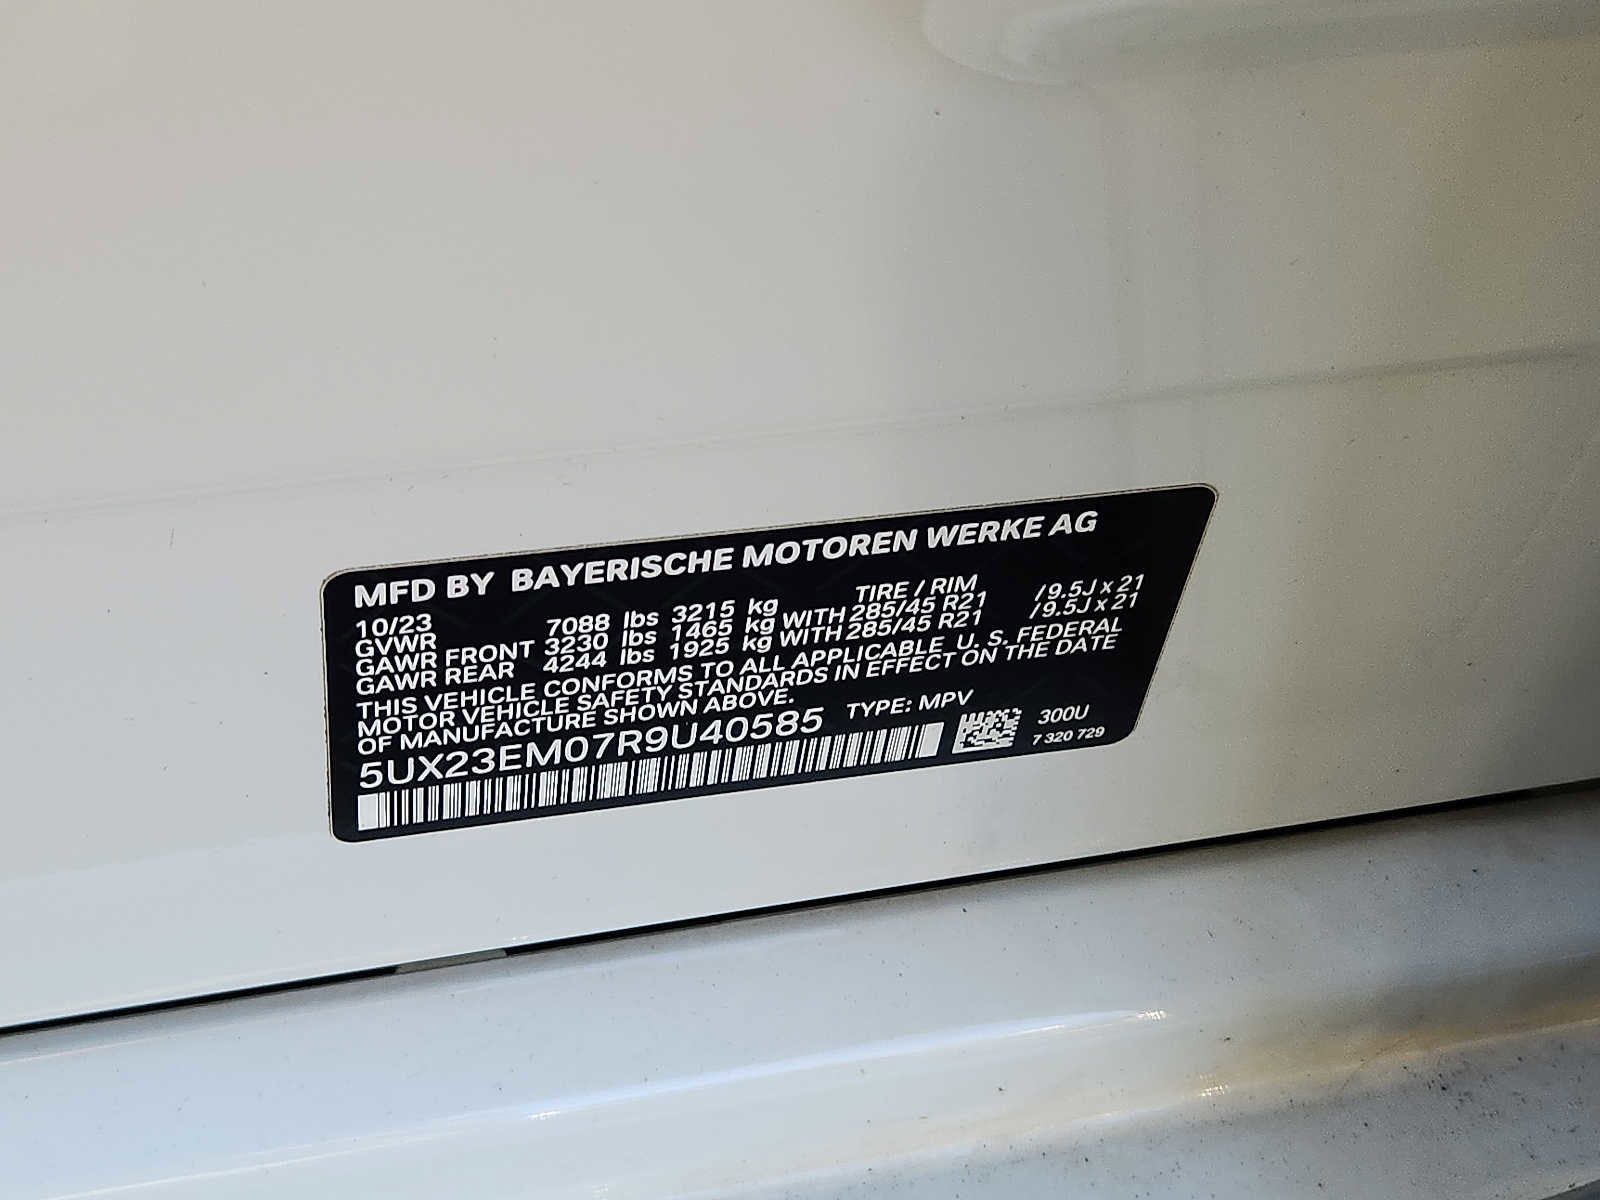 MFD BY BAYERISCHE MOTOREN WERKE AG
10/23 TIRE / RIM
GVWR 7088 lbs 3215 kg
GAWR FRONT 3230 lbs 1465 kg WITH 285/45 R21 / 9.5J x 21
GAWR REAR 4244 lbs 1925 kg WITH 285/45 R21 / 9.5J x 21
THIS VEHICLE CONFORMS TO ALL APPLICABLE U.S. FEDERAL
MOTOR VEHICLE SAFETY STANDARDS IN EFFECT ON THE DATE
OF MANUFACTURE SHOWN ABOVE.
5UX23EM07R9U40585 TYPE: MPV
300U
7 320 729